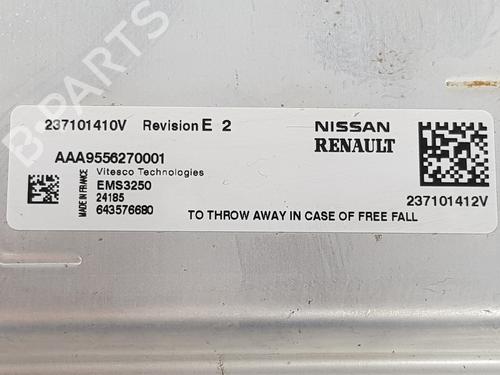 B-PARTS
237101410V Revision E 2
NISSAN
RENAULT
AAA9556270001
Vitesco Technologies
MADE IN FRANCE
EMS3250
24185
643576680
TO THROW AWAY IN CASE OF FREE FALL
237101412V